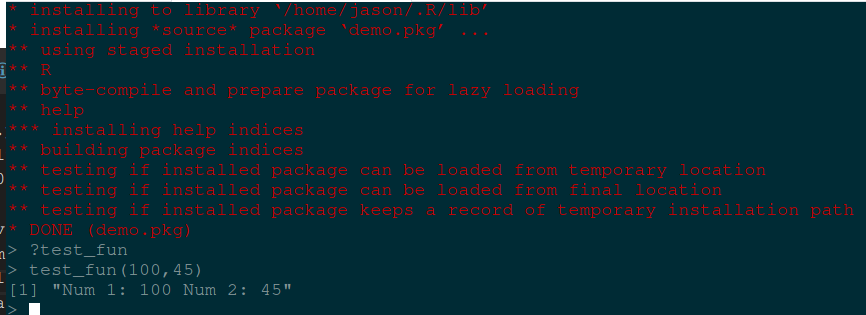 * installing to library ‘/home/jason/.R/lib’
* installing *source* package ‘demo.pkg’ ...
** using staged installation
** R
** byte-compile and prepare package for lazy loading
** help
*** installing help indices
** building package indices
** testing if installed package can be loaded from temporary location
** testing if installed package can be loaded from final location
** testing if installed package keeps a record of temporary installation path
* DONE (demo.pkg)
> ?test_fun
> test_fun(100,45)
[1] "Num 1: 100 Num 2: 45"
>